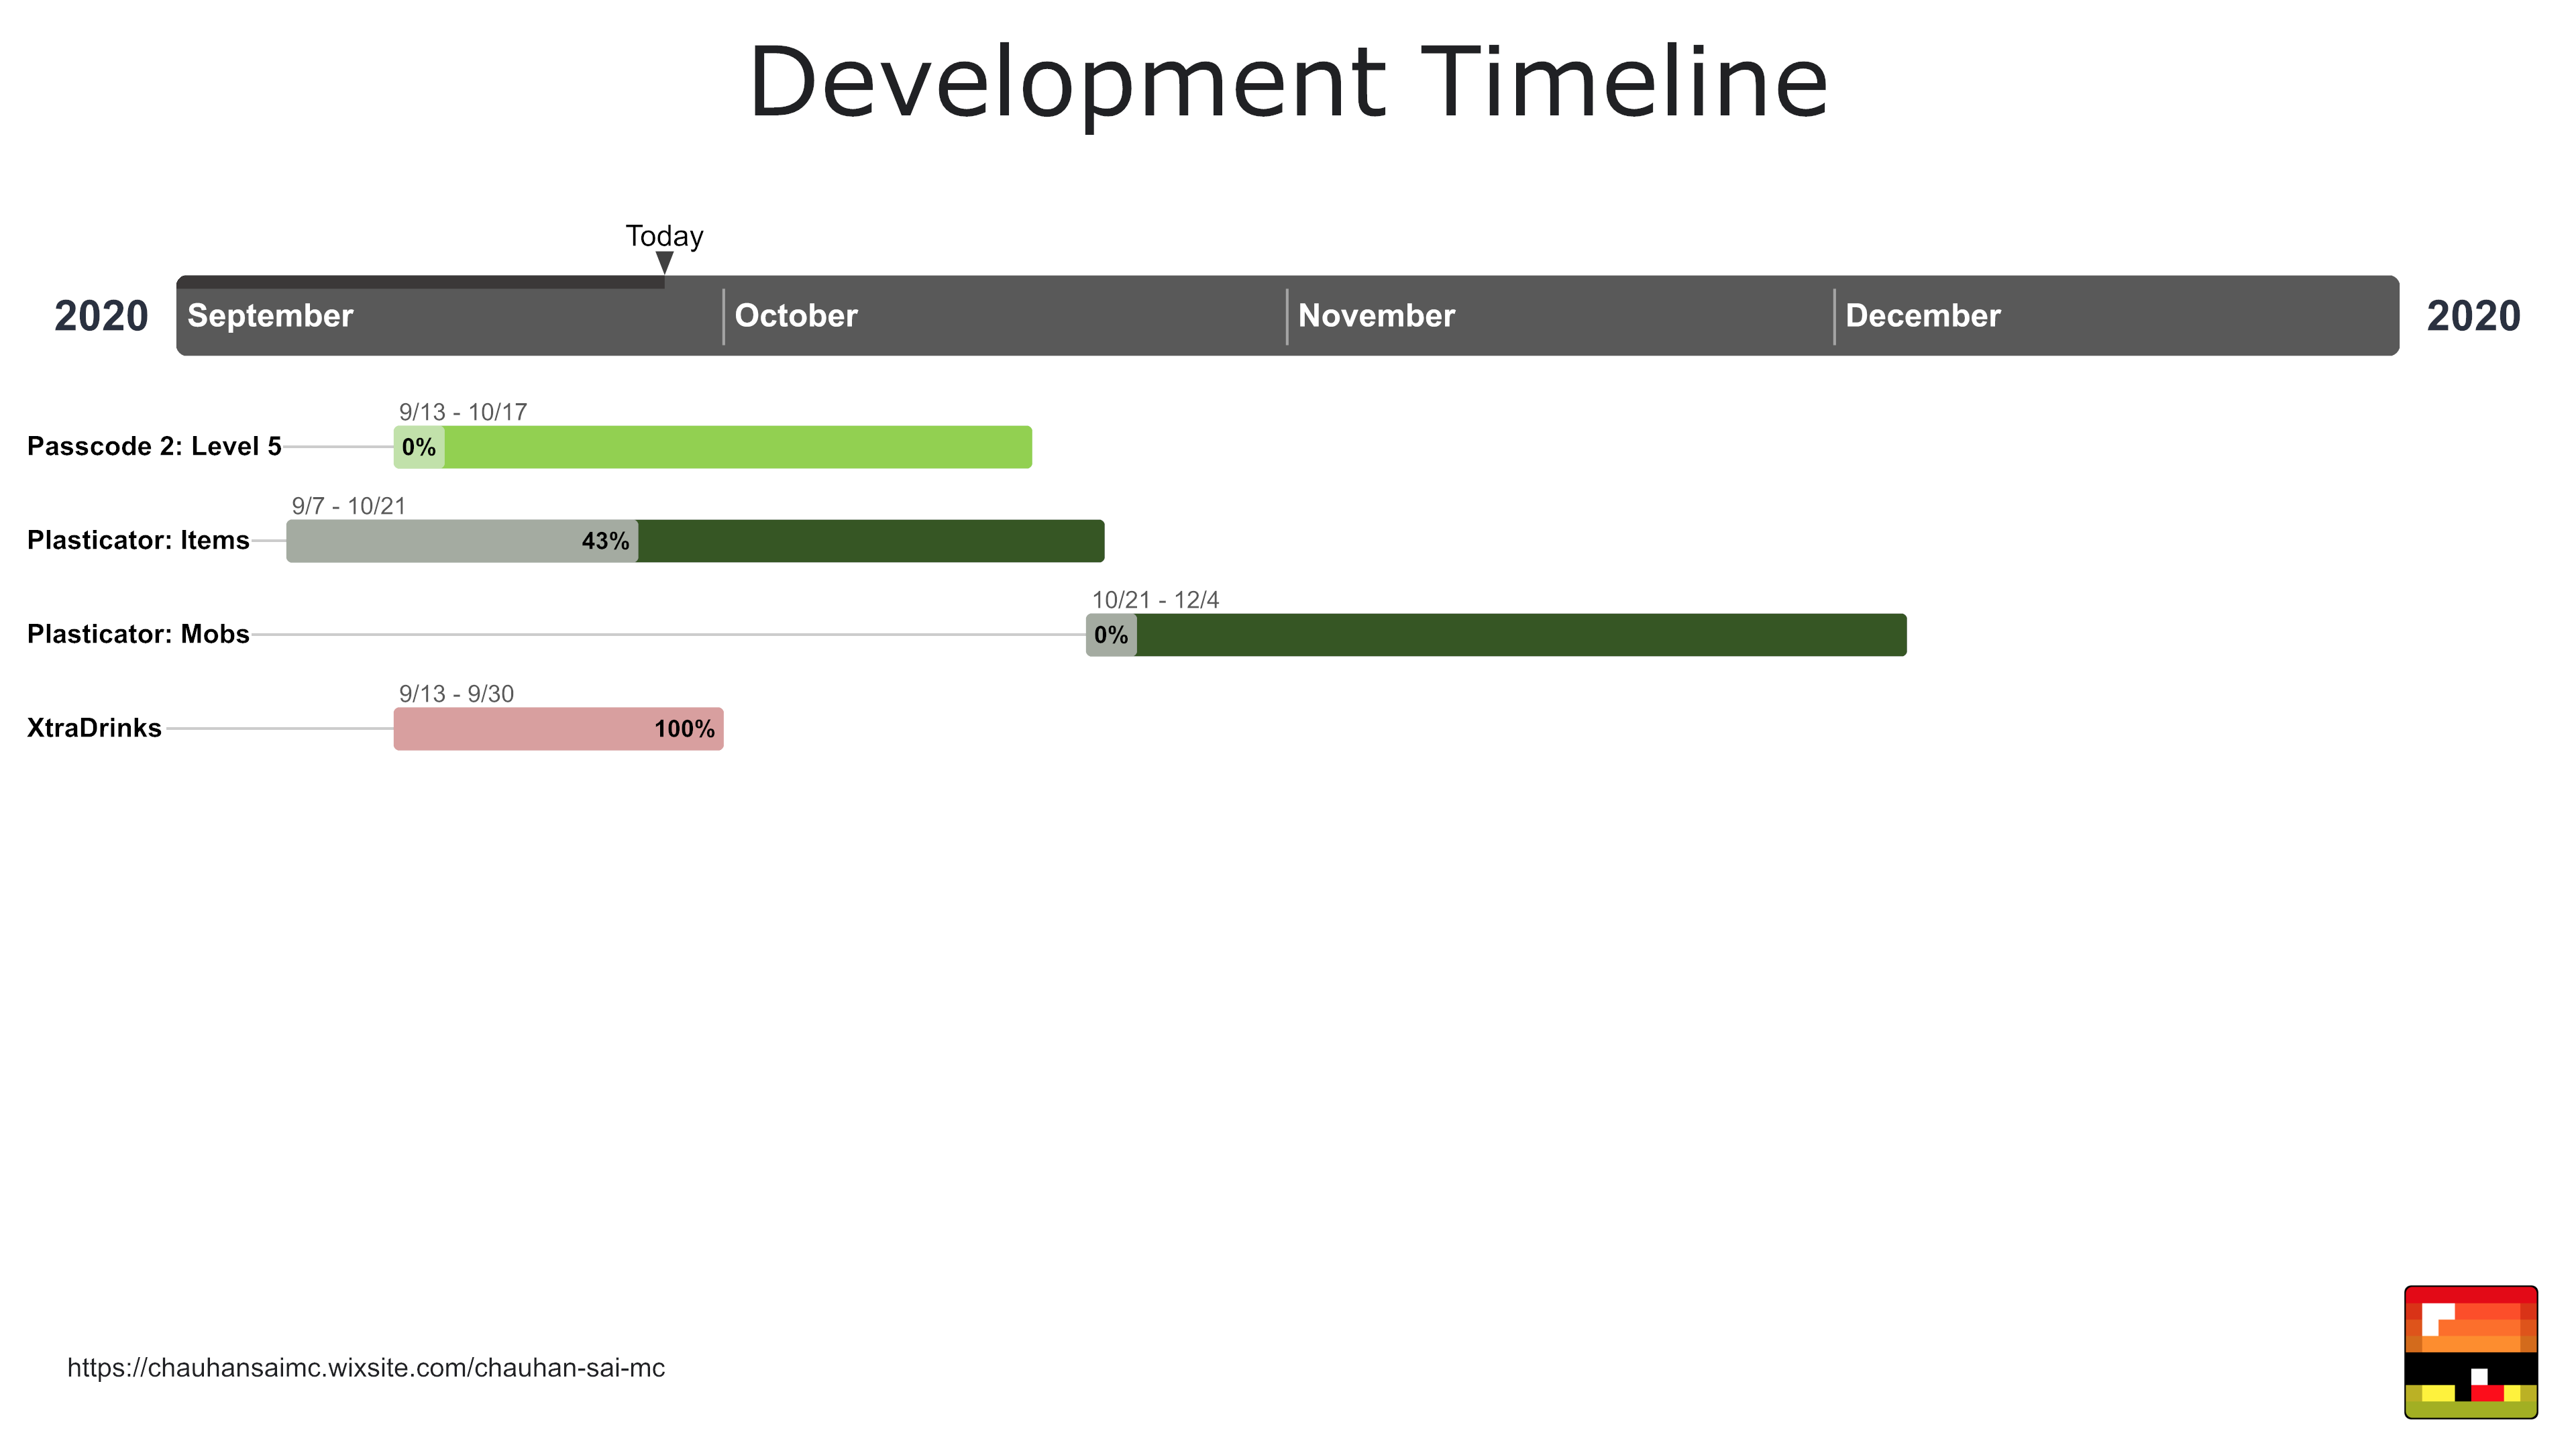 Development Timeline
Today
2020 September October November December 2020
9/13 - 10/17
Passcode 2: Level 5 0%
9/7 - 10/21
Plasticator: Items 43%
10/21 - 12/4
Plasticator: Mobs 0%
9/13 - 9/30
XtraDrinks 100%
https://chauhansaimc.wixsite.com/chauhan-sai-mc